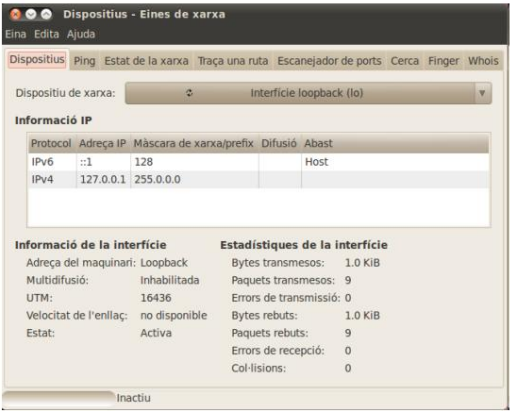 Dispositius - Eines de xarxa
Eina Edita Ajuda
Dispositius Ping Estat de la xarxa Traça una ruta Escanejador de ports Cerca Finger Whois
Dispositiu de xarxa: Interfície loopback (lo)
Informació IP
Protocol Adreça IP Màscara de xarxa/prefix Difusió Abast
IPv6 ::1 128 Host
IPv4 127.0.0.1 255.0.0.0
Informació de la interfície Estadístiques de la interfície
Adreça del maquinari: Loopback Bytes transmesos: 1.0 KiB
Multidifusió: Inhabilitada Paquets transmesos: 9
UTM: 16436 Errors de transmissió: 0
Velocitat de l'enllaç: no disponible Bytes rebuts: 1.0 KiB
Estat: Activa Paquets rebuts: 9
Errors de recepció: 0
Col·lisions: 0
Inactiu